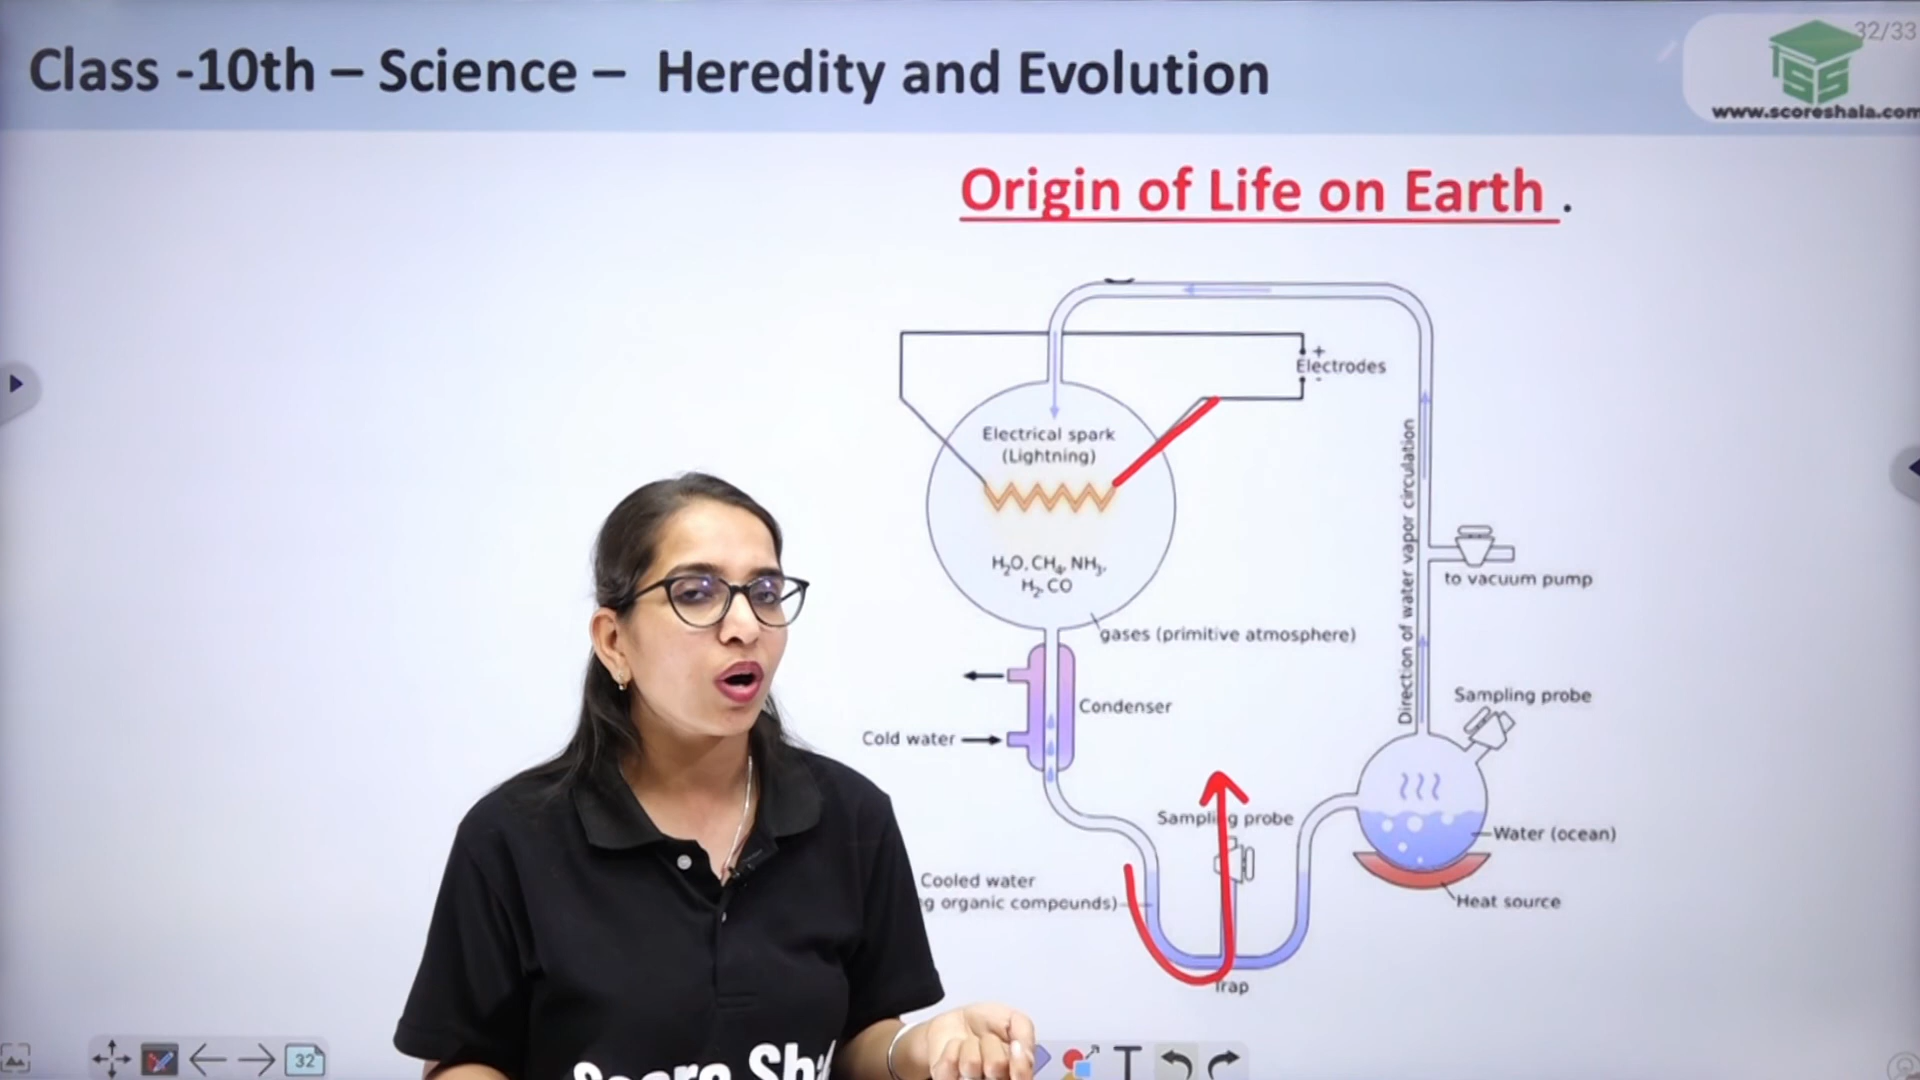 Class -10th – Science – Heredity and Evolution
32/33
www.scoreshala.com
Origin of Life on Earth .
+
Electrodes
-
Electrical spark
(Lightning)
H₂O, CH₄, NH₃,
H₂, CO
gases (primitive atmosphere)
Direction of water vapor circulation
to vacuum pump
Sampling probe
Condenser
Cold water
Sampling probe
Water (ocean)
Cooled water
g organic compounds)
Heat source
Trap
32
T